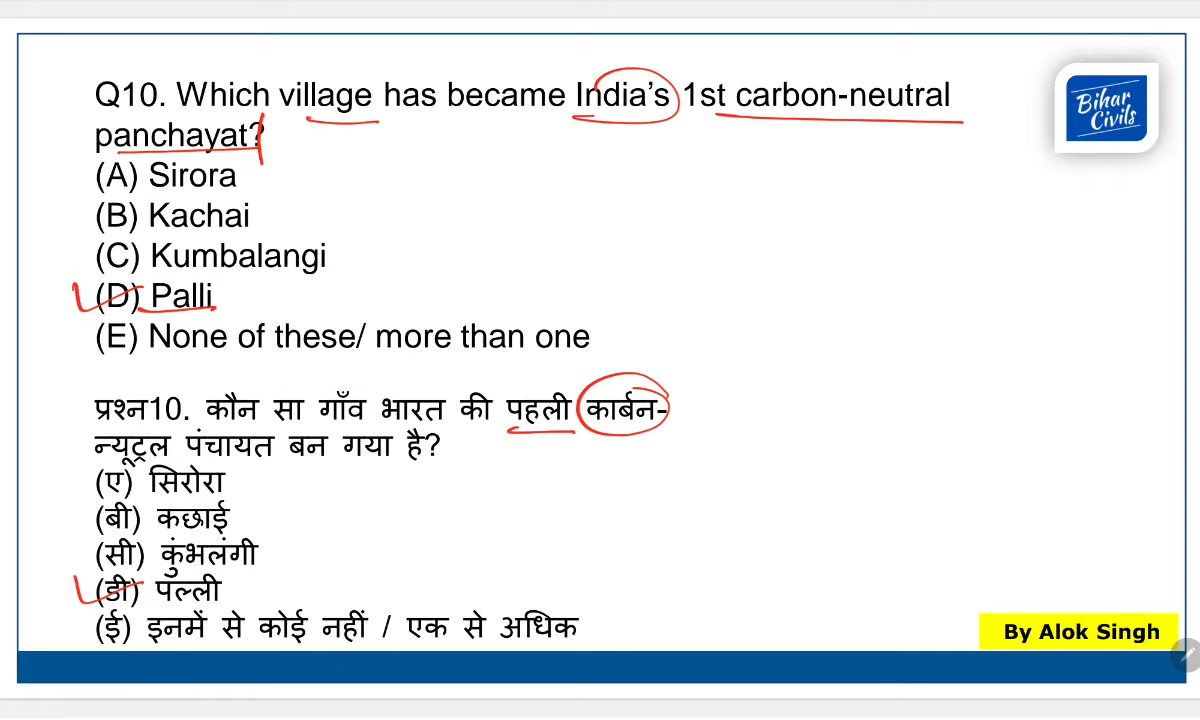 Q10. Which village has became India's 1st carbon-neutral
panchayat?
(A) Sirora
(B) Kachai
(C) Kumbalangi
(D) Palli
(E) None of these/ more than one
प्रश्न10. कौन सा गाँव भारत की पहली कार्बन-
न्यूट्रल पंचायत बन गया है?
(ए) सिरोरा
(बी) कछाई
(सी) कुंभलंगी
(डी) पल्ली
(ई) इनमें से कोई नहीं / एक से अधिक
Bihar
Civils
By Alok Singh